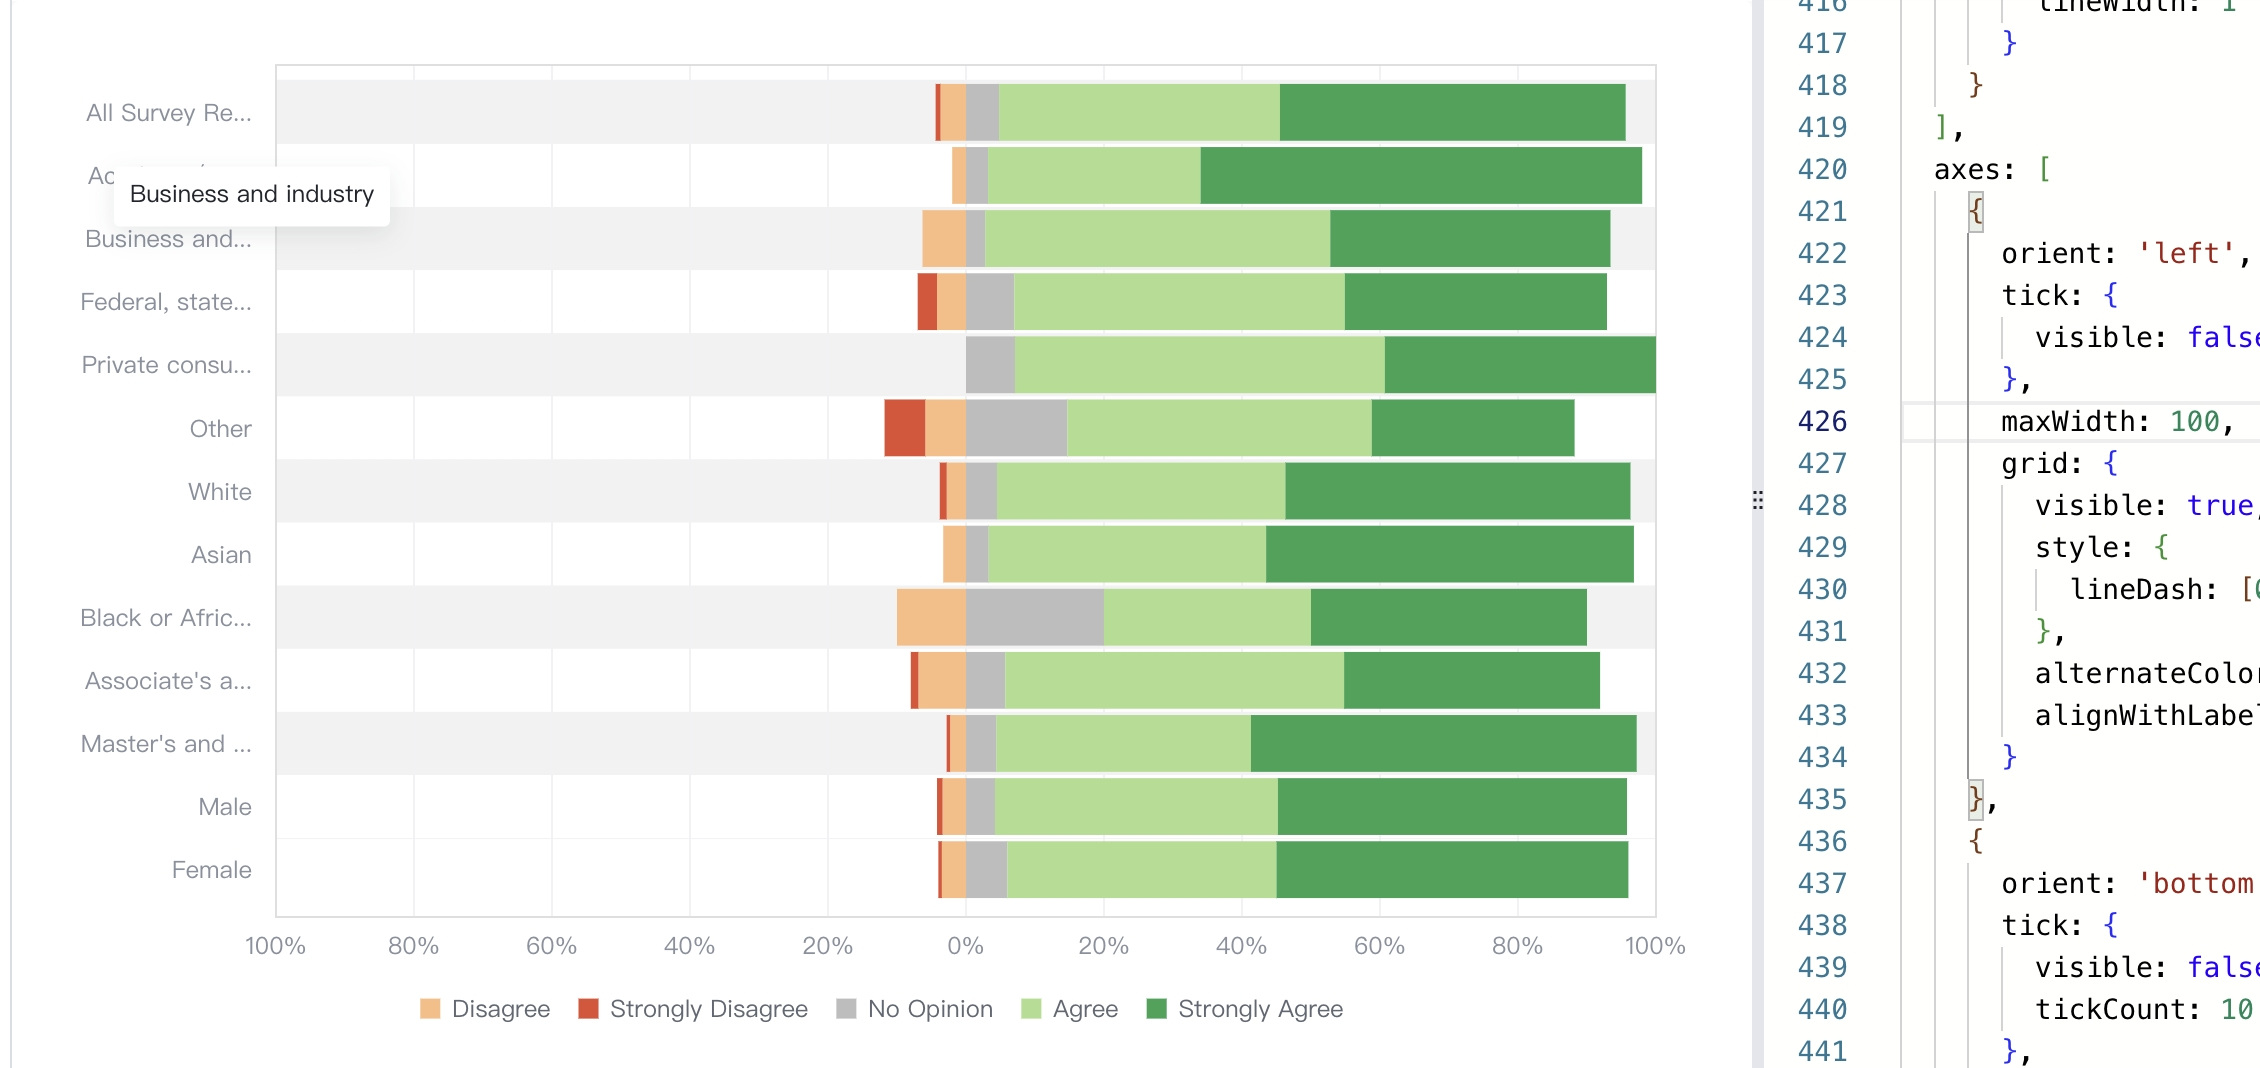 All Survey Re...
Business and industry
Business and...
Federal, state...
Private consu...
Other
White
Asian
Black or Afric...
Associate's a...
Master's and ...
Male
Female
100% 80% 60% 40% 20% 0% 20% 40% 60% 80% 100%
Disagree Strongly Disagree No Opinion Agree Strongly Agree
416 lineWidth: 1
417 }
418 }
419 ],
420 axes: [
421 {
422 orient: 'left',
423 tick: {
424 visible: false
425 },
426 maxWidth: 100,
427 grid: {
428 visible: true,
429 style: {
430 lineDash: [
431 },
432 alternateColor
433 alignWithLabel
434 }
435 },
436 {
437 orient: 'bottom
438 tick: {
439 visible: false
440 tickCount: 10
441 },